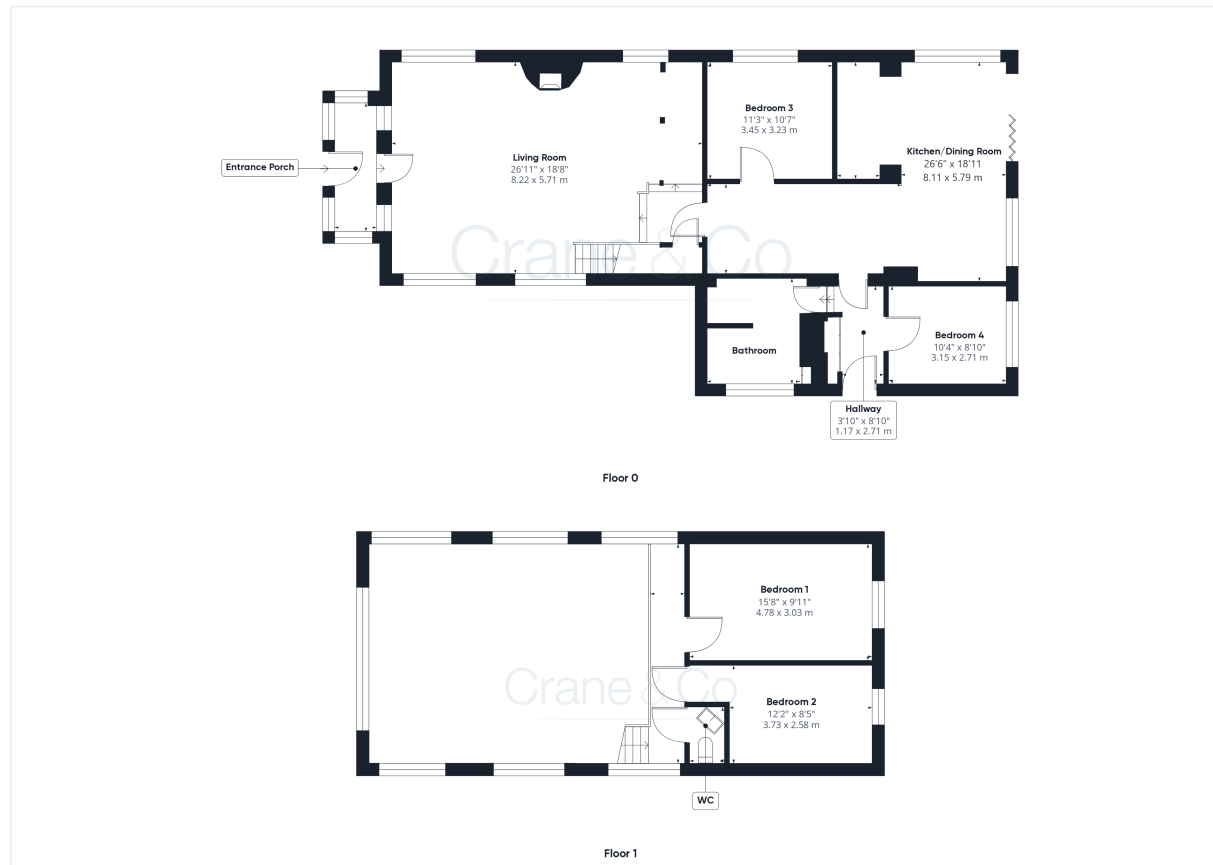 Entrance Porch
Living Room
26'11" x 18'8"
8.22 x 5.71 m
Bedroom 3
11'3" x 10'7"
3.45 x 3.23 m
Kitchen/Dining Room
26'6" x 18'11
8.11 x 5.79 m
Crane & Co
Bathroom
Bedroom 4
10'4" x 8'10"
3.15 x 2.71 m
Hallway
3'10" x 8'10"
1.17 x 2.71 m
Floor 0
Bedroom 1
15'8" x 9'11"
4.78 x 3.03 m
Crane & Co
Bedroom 2
12'2" x 8'5"
3.73 x 2.58 m
WC
Floor 1